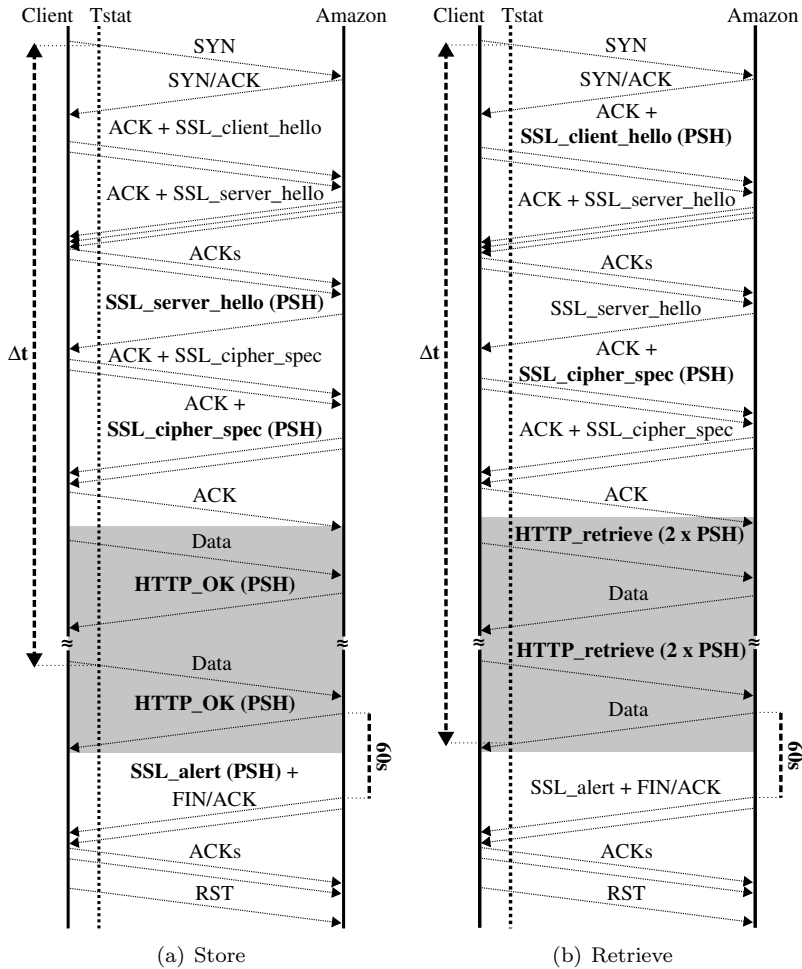 Client Tstat Amazon
SYN
SYN/ACK
ACK + SSL_client_hello
ACK + SSL_server_hello
ACKs
SSL_server_hello (PSH)
Δt
ACK + SSL_cipher_spec
ACK +
SSL_cipher_spec (PSH)
ACK
Data
HTTP_OK (PSH)
≈ ≈
Data
HTTP_OK (PSH)
60s
SSL_alert (PSH) +
FIN/ACK
ACKs
RST
(a) Store
Client Tstat Amazon
SYN
SYN/ACK
ACK +
SSL_client_hello (PSH)
ACK + SSL_server_hello
ACKs
SSL_server_hello
Δt
ACK +
SSL_cipher_spec (PSH)
ACK + SSL_cipher_spec
ACK
HTTP_retrieve (2 x PSH)
Data
≈ ≈
HTTP_retrieve (2 x PSH)
Data
60s
SSL_alert + FIN/ACK
ACKs
RST
(b) Retrieve